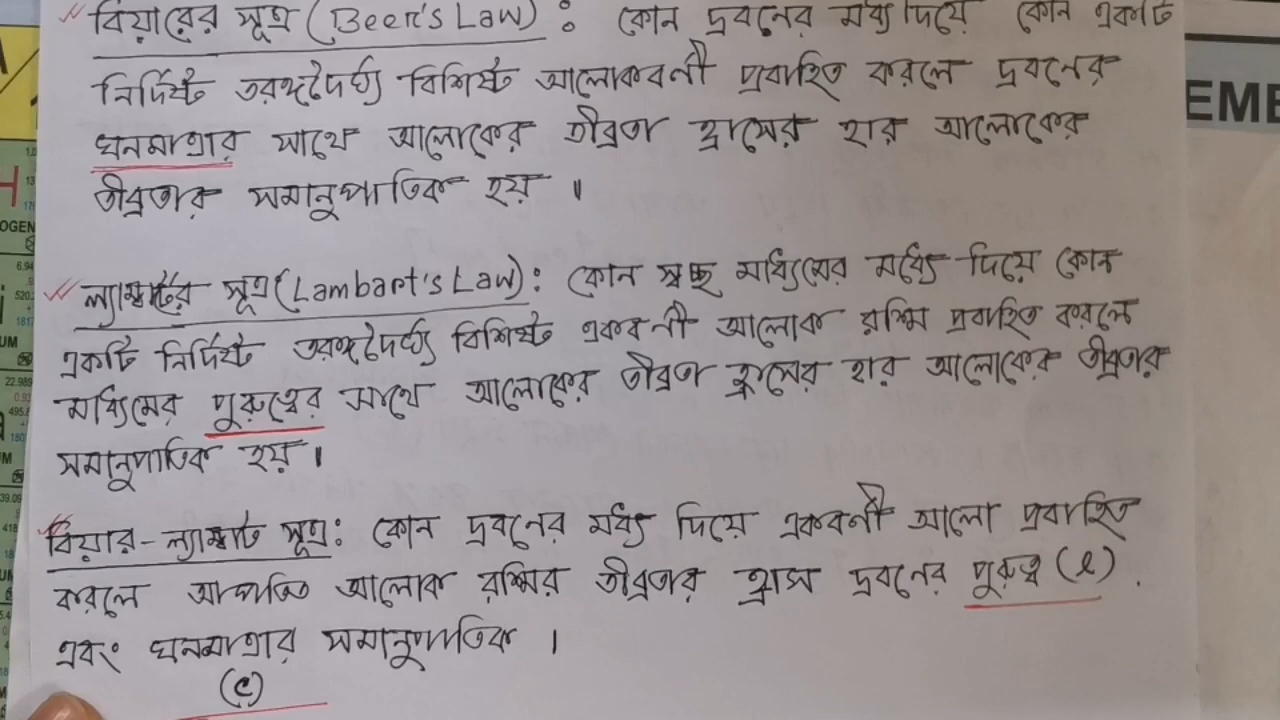 বিয়ারের সূত্র (Beer's Law) : কোন দ্রবনের মধ্য দিয়ে কোন একটি
নির্দিষ্ট তরঙ্গদৈর্ঘ্য বিশিষ্ট আলোকবর্ণী প্রবাহিত করলে দ্রবনের
ঘনমাত্রার সাথে আলোকের তীব্রতা হ্রাসের হার আলোকের
তীব্রতার সমানুপাতিক হয় ॥
ল্যাম্বার্টের সূত্র (Lambart's Law) : কোন স্বচ্ছ মাধ্যিমের মধ্যে দিয়ে কোন
একটি নির্দিষ্ট তরঙ্গদৈর্ঘ্য বিশিষ্ট একবর্ণী আলোক রশ্মি প্রবাহিত করলে
মাধ্যিমের পুরুত্বের সাথে আলোকের তীব্রতা হ্রাসের হার আলোকের তীব্রতার
সমানুপাতিক হয় ।
বিয়ার-ল্যাম্বার্ট সূত্র : কোন দ্রবনের মধ্য দিয়ে একবর্ণী আলো প্রবাহিত
করলে আপতিত আলোক রশ্মির তীব্রতার হ্রাস দ্রবনের পুরুত্ব (l)
এবং ঘনমাত্রার সমানুপাতিক ।
(c)
EME
OGEN